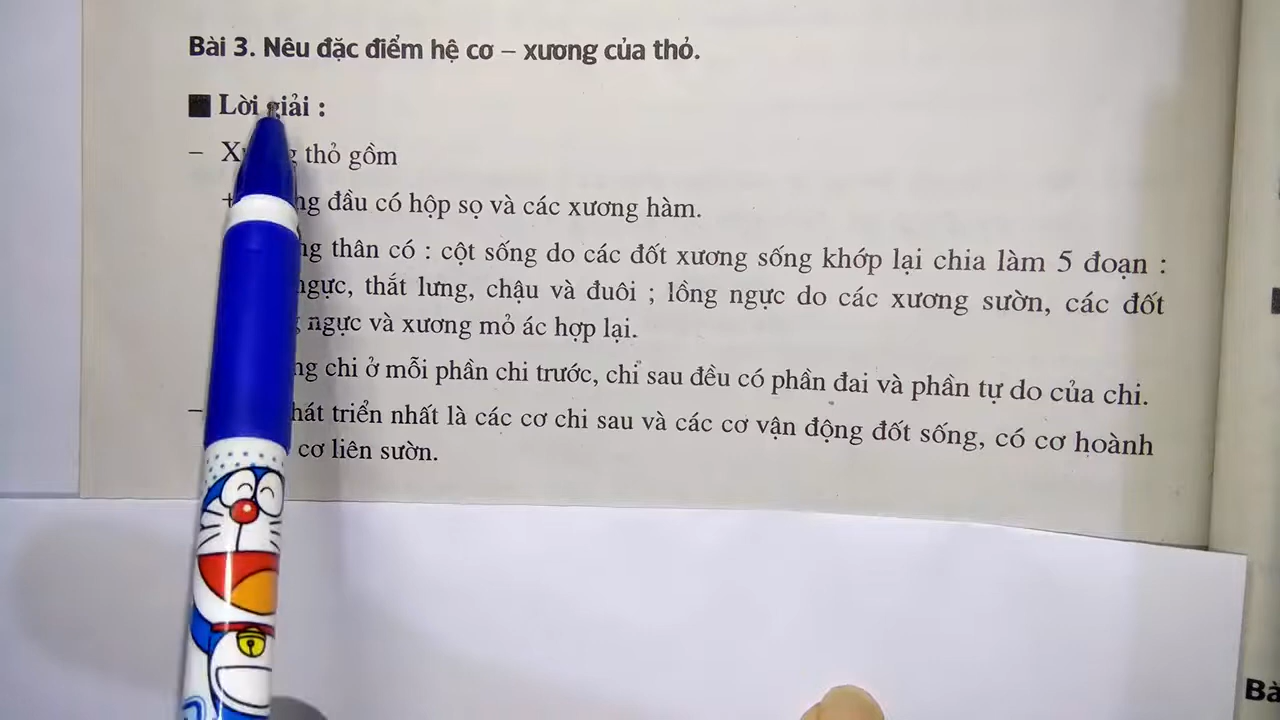 Bài 3. Nêu đặc điểm hệ cơ – xương của thỏ.
Lời giải :
– thỏ gồm
+ đầu có hộp sọ và các xương hàm.
thân có : cột sống do các đốt xương sống khớp lại chia làm 5 đoạn :
ngực, thắt lưng, chậu và đuôi ; lồng ngực do các xương sườn, các đốt
ngực và xương mỏ ác hợp lại.
chi ở mỗi phần chi trước, chi sau đều có phần đai và phần tự do của chi.
– triển nhất là các cơ chi sau và các cơ vận động đốt sống, có cơ hoành
cơ liên sườn.